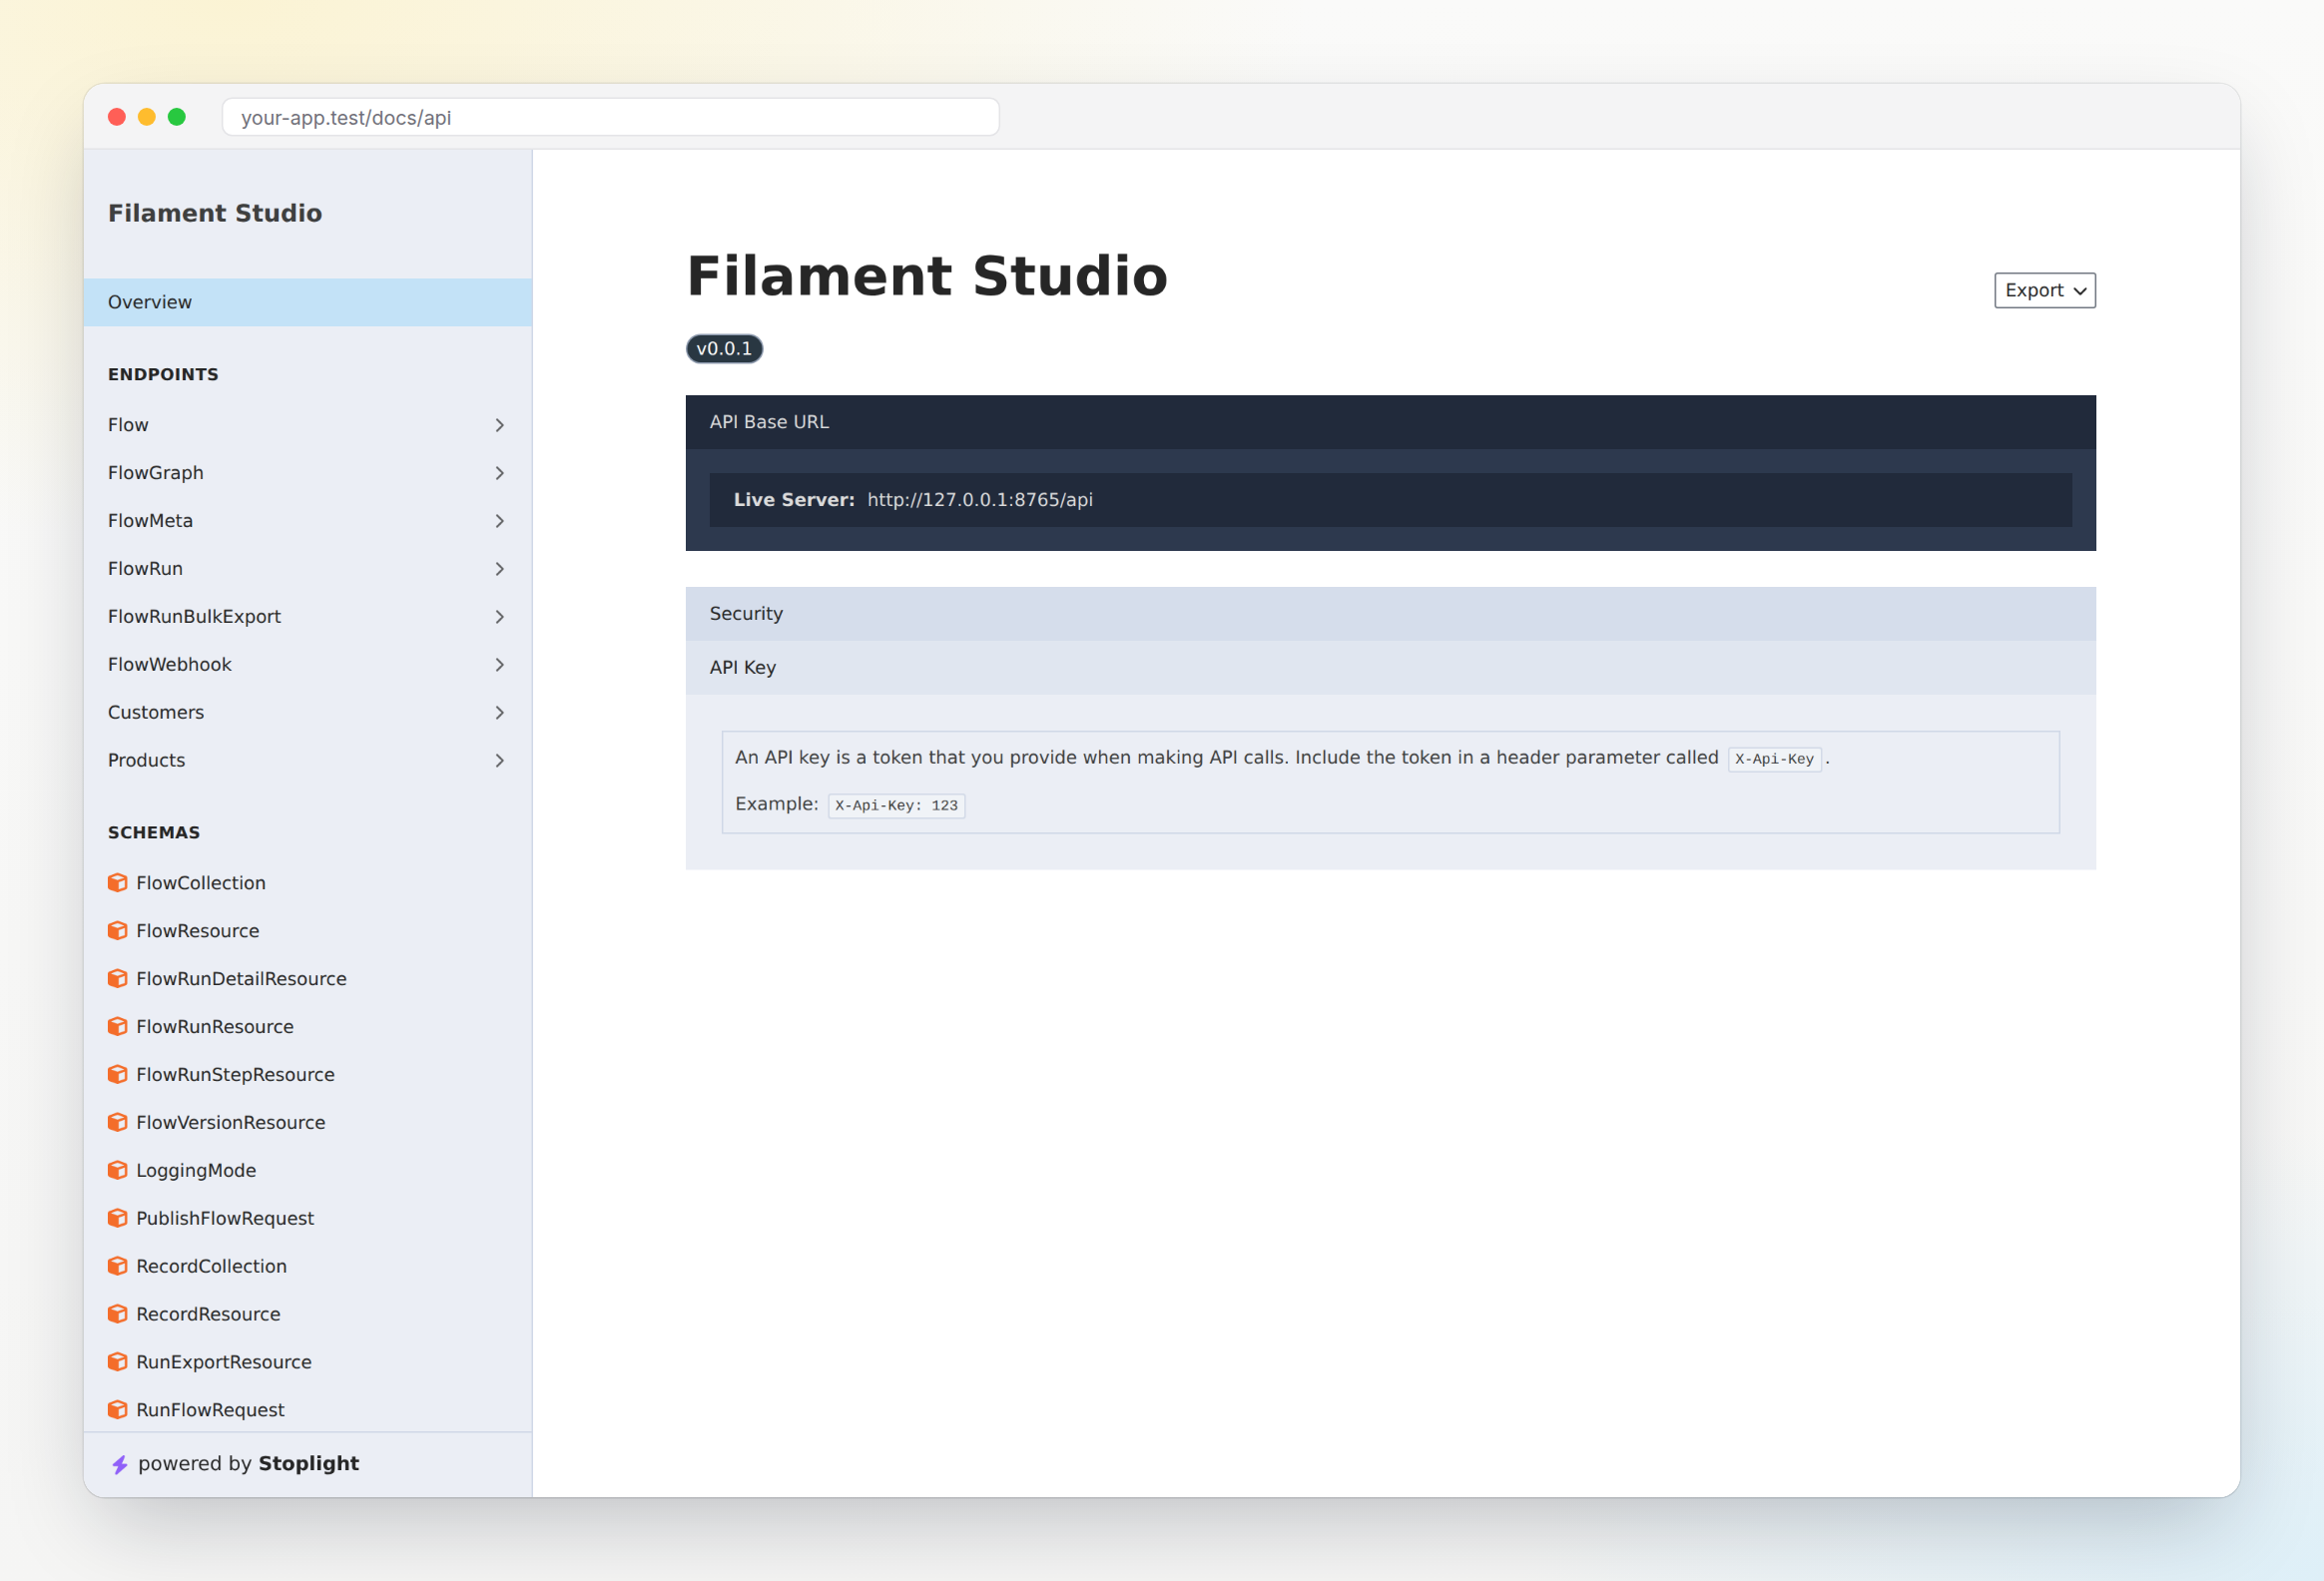 your-app.test/docs/api
Filament Studio
Overview
ENDPOINTS
Flow
FlowGraph
FlowMeta
FlowRun
FlowRunBulkExport
FlowWebhook
Customers
Products
SCHEMAS
FlowCollection
FlowResource
FlowRunDetailResource
FlowRunResource
FlowRunStepResource
FlowVersionResource
LoggingMode
PublishFlowRequest
RecordCollection
RecordResource
RunExportResource
RunFlowRequest
powered by Stoplight
Filament Studio
Export
v0.0.1
API Base URL
Live Server: http://127.0.0.1:8765/api
Security
API Key
An API key is a token that you provide when making API calls. Include the token in a header parameter called X-Api-Key.
Example: X-Api-Key: 123